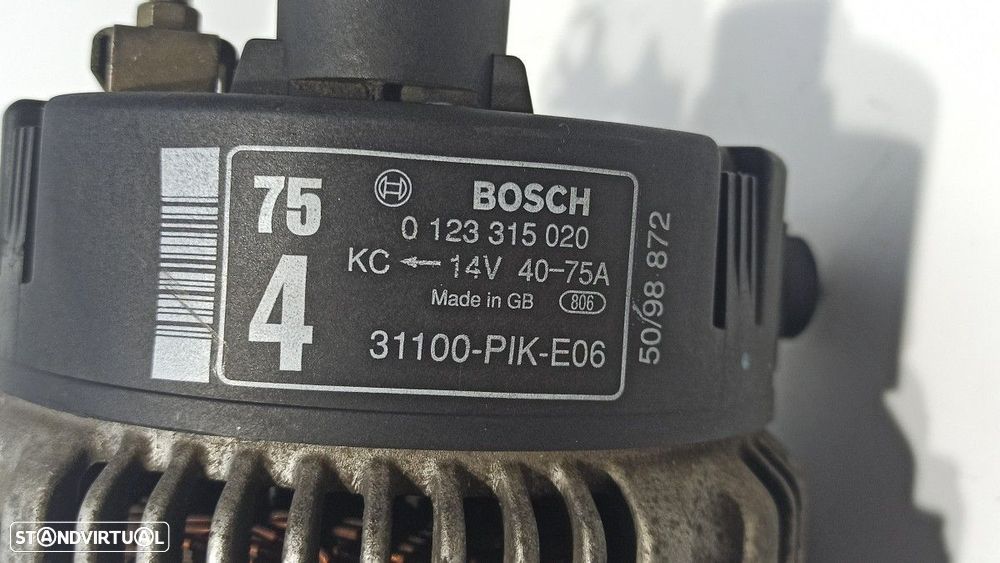 75
4
BOSCH
0 123 315 020
KC ← 14V 40-75A
Made in GB 806
31100-PIK-E06
50/98 872
STANDVIRTUAL